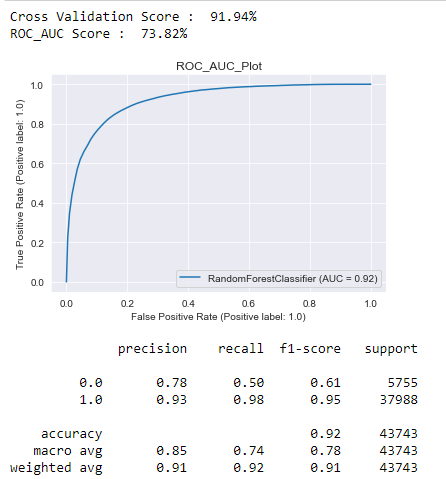 Cross Validation Score :  91.94%
ROC_AUC Score :  73.82%
ROC_AUC_Plot
True Positive Rate (Positive label: 1.0)
1.0
0.8
0.6
0.4
0.2
0.0
RandomForestClassifier (AUC = 0.92)
0.0 0.2 0.4 0.6 0.8 1.0
False Positive Rate (Positive label: 1.0)
precision recall f1-score support
0.0 0.78 0.50 0.61 5755
1.0 0.93 0.98 0.95 37988
accuracy 0.92 43743
macro avg 0.85 0.74 0.78 43743
weighted avg 0.91 0.92 0.91 43743